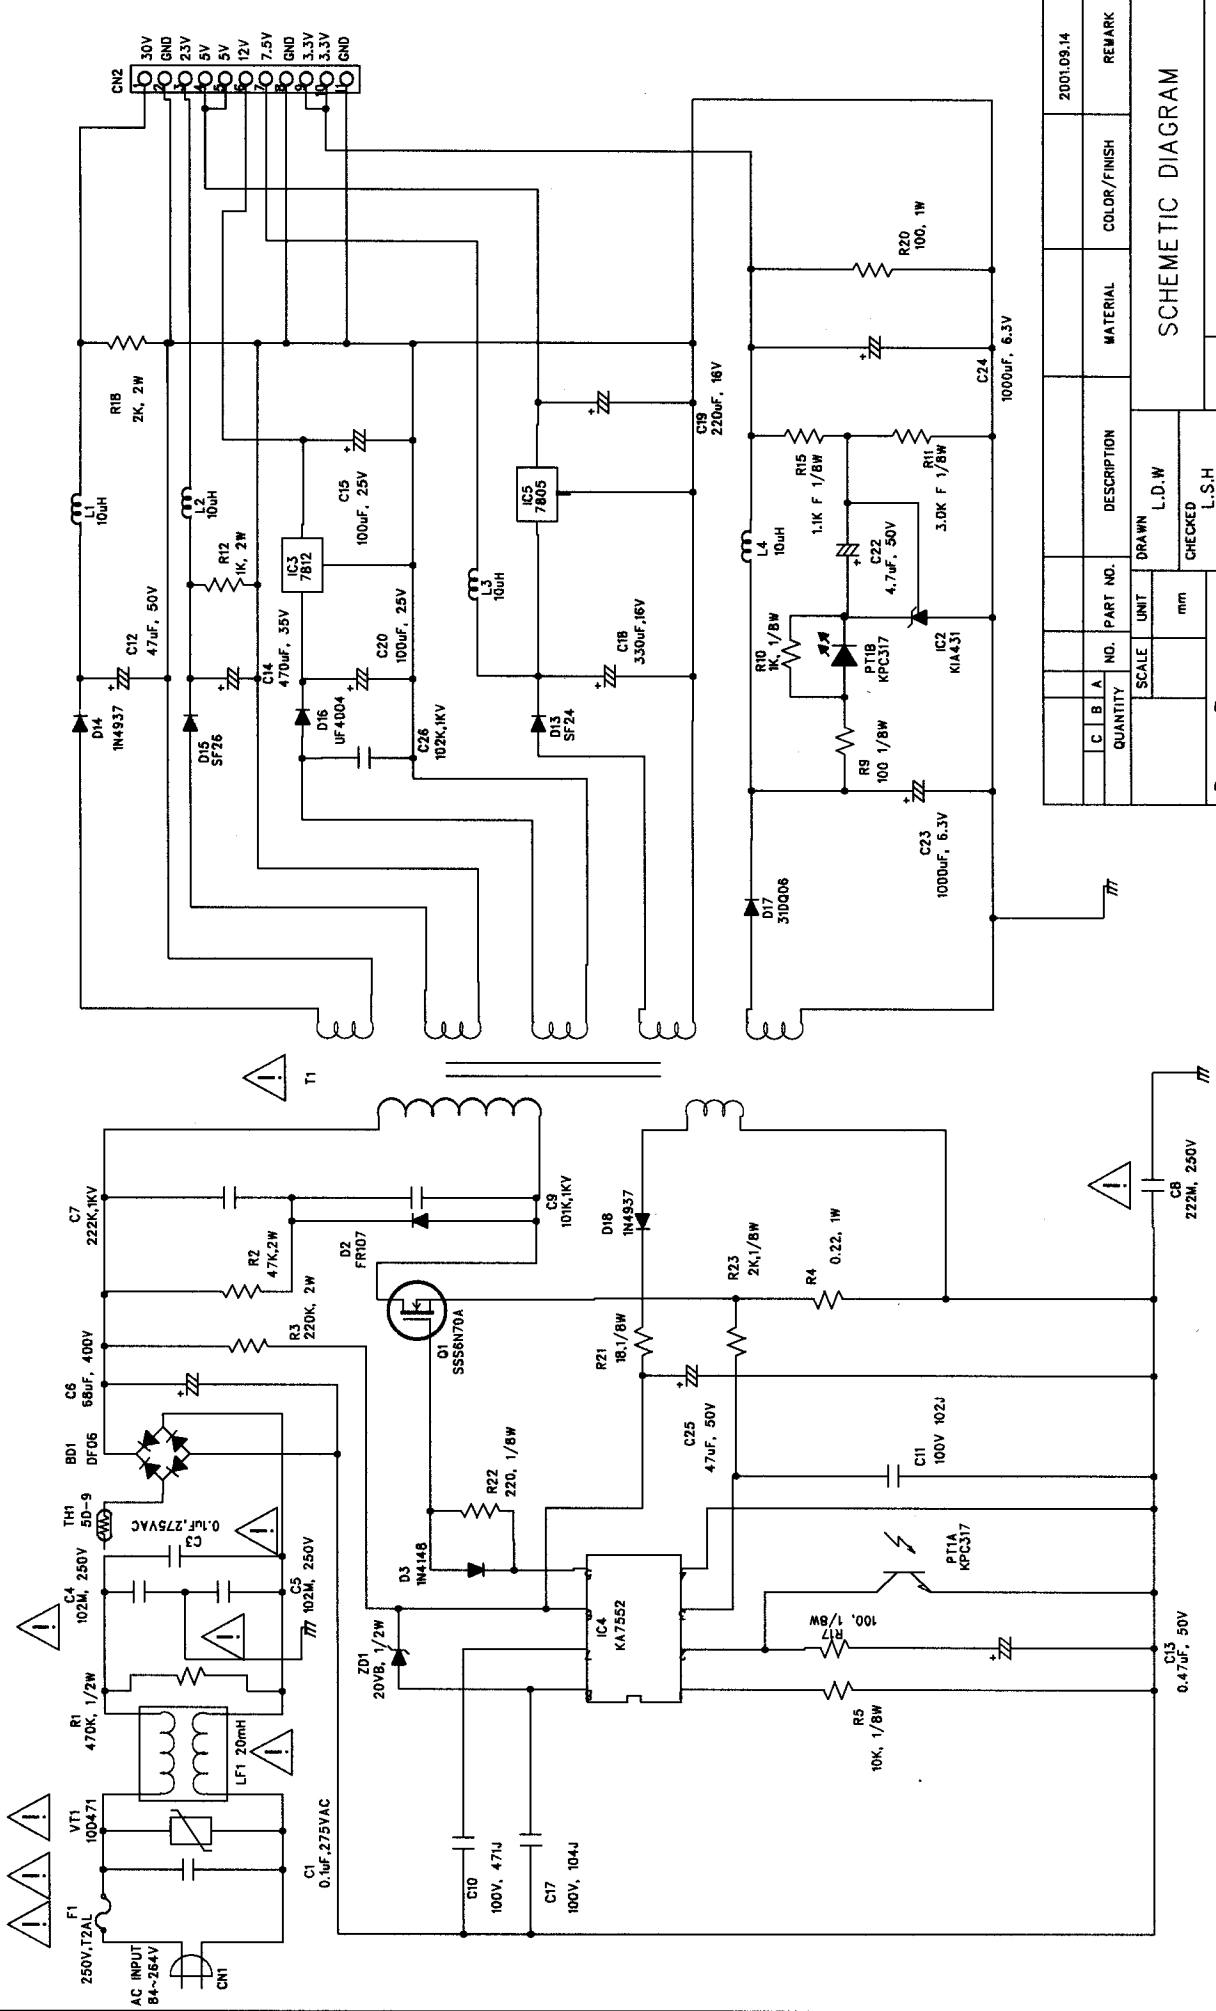 AC INPUT
84~264V
CN1
F1
250V,T2AL
C1
0.1uF,275VAC
VT1
10D471
LF1 20mH
R1
470K, 1/2W
C4
102M, 250V
C5
102M, 250V
C3
0.1uF,275VAC
TH1
5D-9
BD1
DF06
C6
68uF, 400V
R3
220K, 2W
R2
47K,2W
C7
222K,1KV
D2
FR107
C9
101K,1KV
Q1
SSS6N70A
T1
ZD1
20VB, 1/2W
D3
1N4148
R22
220, 1/8W
IC4
KA7552
C10
100V, 471J
C17
100V, 104J
R5
10K, 1/8W
R17
100, 1/8W
C13
0.47uF, 50V
PT1A
KPC317
C11
100V 102J
C25
47uF, 50V
R21
18,1/8W
D18
1N4937
R23
2K,1/8W
R4
0.22, 1W
C8
222M, 250V
D14
1N4937
C12
47uF, 50V
L1
10uH
R18
2K, 2W
D15
SF26
C14
470uF, 35V
R12
1K, 2W
L2
10uH
D16
UF4004
C26
102K,1KV
C20
100uF, 25V
IC3
7812
C15
100uF, 25V
L3
10uH
D13
SF24
C18
330uF,16V
IC5
7805
C19
220uF, 16V
D17
31DQ06
C23
1000uF, 6.3V
R9
100 1/8W
R10
1K, 1/8W
PT1B
KPC317
C22
4.7uF, 50V
IC2
KIA431
L4
10uH
R15
1.1K F 1/8W
R11
3.0K F 1/8W
C24
1000uF, 6.3V
R20
100, 1W
CN2
1 30V
2 GND
3 23V
4 5V
5 5V
6 12V
7 7.5V
8 GND
9 3.3V
10 3.3V
11 GND
2001.09.14
C B A
QUANTITY
NO.
PART NO.
DESCRIPTION
MATERIAL
COLOR/FINISH
REMARK
SCALE
UNIT
mm
DRAWN
L.D.W
CHECKED
L.S.H
SCHEMETIC DIAGRAM